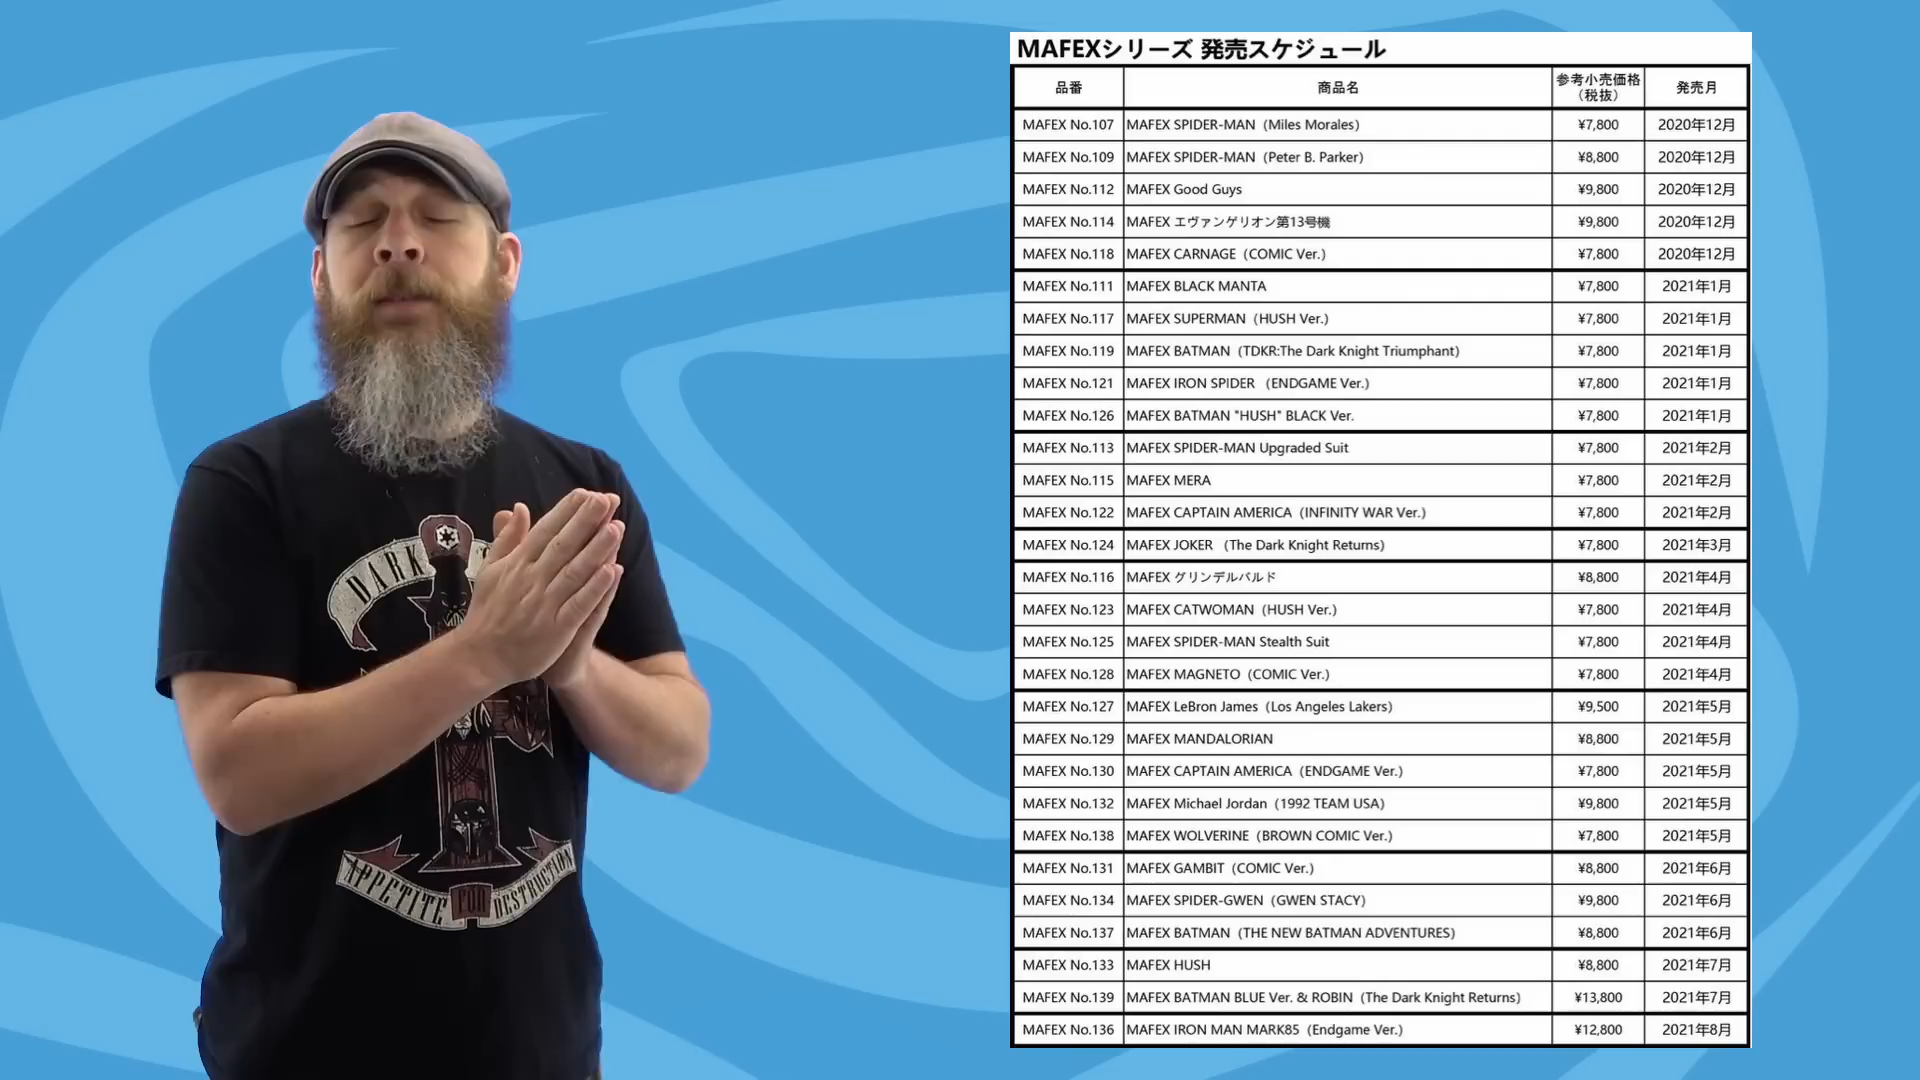 MAFEXシリーズ 発売スケジュール
品番 商品名 参考小売価格（税抜） 発売月
MAFEX No.107 MAFEX SPIDER-MAN（Miles Morales） ¥7,800 2020年12月
MAFEX No.109 MAFEX SPIDER-MAN（Peter B. Parker） ¥8,800 2020年12月
MAFEX No.112 MAFEX Good Guys ¥9,800 2020年12月
MAFEX No.114 MAFEX エヴァンゲリオン第13号機 ¥9,800 2020年12月
MAFEX No.118 MAFEX CARNAGE（COMIC Ver.） ¥7,800 2020年12月
MAFEX No.111 MAFEX BLACK MANTA ¥7,800 2021年1月
MAFEX No.117 MAFEX SUPERMAN（HUSH Ver.） ¥7,800 2021年1月
MAFEX No.119 MAFEX BATMAN（TDKR:The Dark Knight Triumphant） ¥7,800 2021年1月
MAFEX No.121 MAFEX IRON SPIDER （ENDGAME Ver.） ¥7,800 2021年1月
MAFEX No.126 MAFEX BATMAN "HUSH" BLACK Ver. ¥7,800 2021年1月
MAFEX No.113 MAFEX SPIDER-MAN Upgraded Suit ¥7,800 2021年2月
MAFEX No.115 MAFEX MERA ¥7,800 2021年2月
MAFEX No.122 MAFEX CAPTAIN AMERICA（INFINITY WAR Ver.） ¥7,800 2021年2月
MAFEX No.124 MAFEX JOKER （The Dark Knight Returns） ¥7,800 2021年3月
MAFEX No.116 MAFEX グリンデルバルド ¥8,800 2021年4月
MAFEX No.123 MAFEX CATWOMAN（HUSH Ver.） ¥7,800 2021年4月
MAFEX No.125 MAFEX SPIDER-MAN Stealth Suit ¥7,800 2021年4月
MAFEX No.128 MAFEX MAGNETO（COMIC Ver.） ¥7,800 2021年4月
MAFEX No.127 MAFEX LeBron James（Los Angeles Lakers） ¥9,500 2021年5月
MAFEX No.129 MAFEX MANDALORIAN ¥8,800 2021年5月
MAFEX No.130 MAFEX CAPTAIN AMERICA（ENDGAME Ver.） ¥7,800 2021年5月
MAFEX No.132 MAFEX Michael Jordan（1992 TEAM USA） ¥9,800 2021年5月
MAFEX No.138 MAFEX WOLVERINE（BROWN COMIC Ver.） ¥7,800 2021年5月
MAFEX No.131 MAFEX GAMBIT（COMIC Ver.） ¥8,800 2021年6月
MAFEX No.134 MAFEX SPIDER-GWEN（GWEN STACY） ¥9,800 2021年6月
MAFEX No.137 MAFEX BATMAN（THE NEW BATMAN ADVENTURES） ¥8,800 2021年6月
MAFEX No.133 MAFEX HUSH ¥8,800 2021年7月
MAFEX No.139 MAFEX BATMAN BLUE Ver. & ROBIN（The Dark Knight Returns） ¥13,800 2021年7月
MAFEX No.136 MAFEX IRON MAN MARK85（Endgame Ver.） ¥12,800 2021年8月
DARK
APPETITE FOR DESTRUCTION